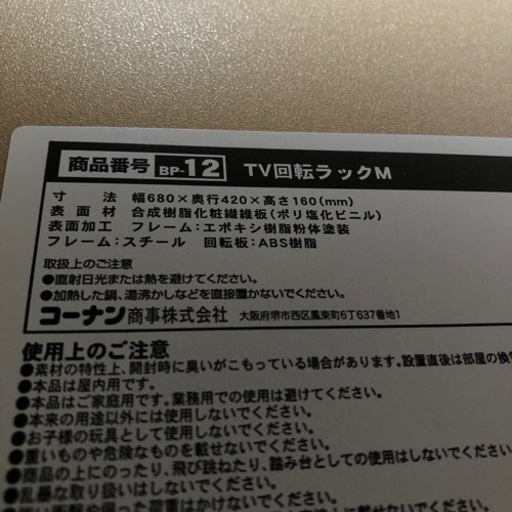 商品番号 BP-12 TV回転ラックM
寸法 幅680×奥行420×高さ160(mm)
表面材 合成樹脂化粧繊維板(ポリ塩化ビニル)
表面加工 フレーム:エポキシ樹脂粉体塗装
フレーム:スチール 回転板:ABS樹脂
取扱上のご注意
●直射日光または熱を避けてください。
●加熱した鍋、湯沸かしなどを直接置かないでください。
コーナン商事株式会社 大阪府堺市西区鳳東町6丁637番地1
使用上のご注意
●素材の特性上、開封時に臭いがこもっている場合があります。設置直後は部屋の換気
●本品は屋内用です。
●本品はご家庭用です。業務用での使用は避けてください。
●本来の用途以外には使用しないでください。
●お子様の玩具として使用しないでください。
●重いものや危険なものを載せないでください。
●商品の上にのったり、飛び跳ねたり、踏み台としての使用はしないでください。
●乱暴な取り扱いはしないでください。